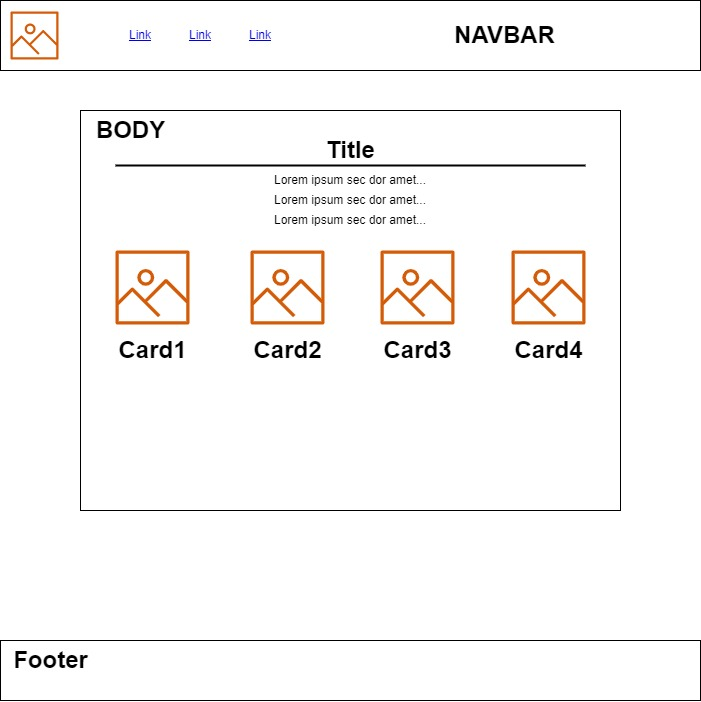 Link Link Link NAVBAR
BODY
Title
Lorem ipsum sec dor amet...
Lorem ipsum sec dor amet...
Lorem ipsum sec dor amet...
Card1 Card2 Card3 Card4
Footer